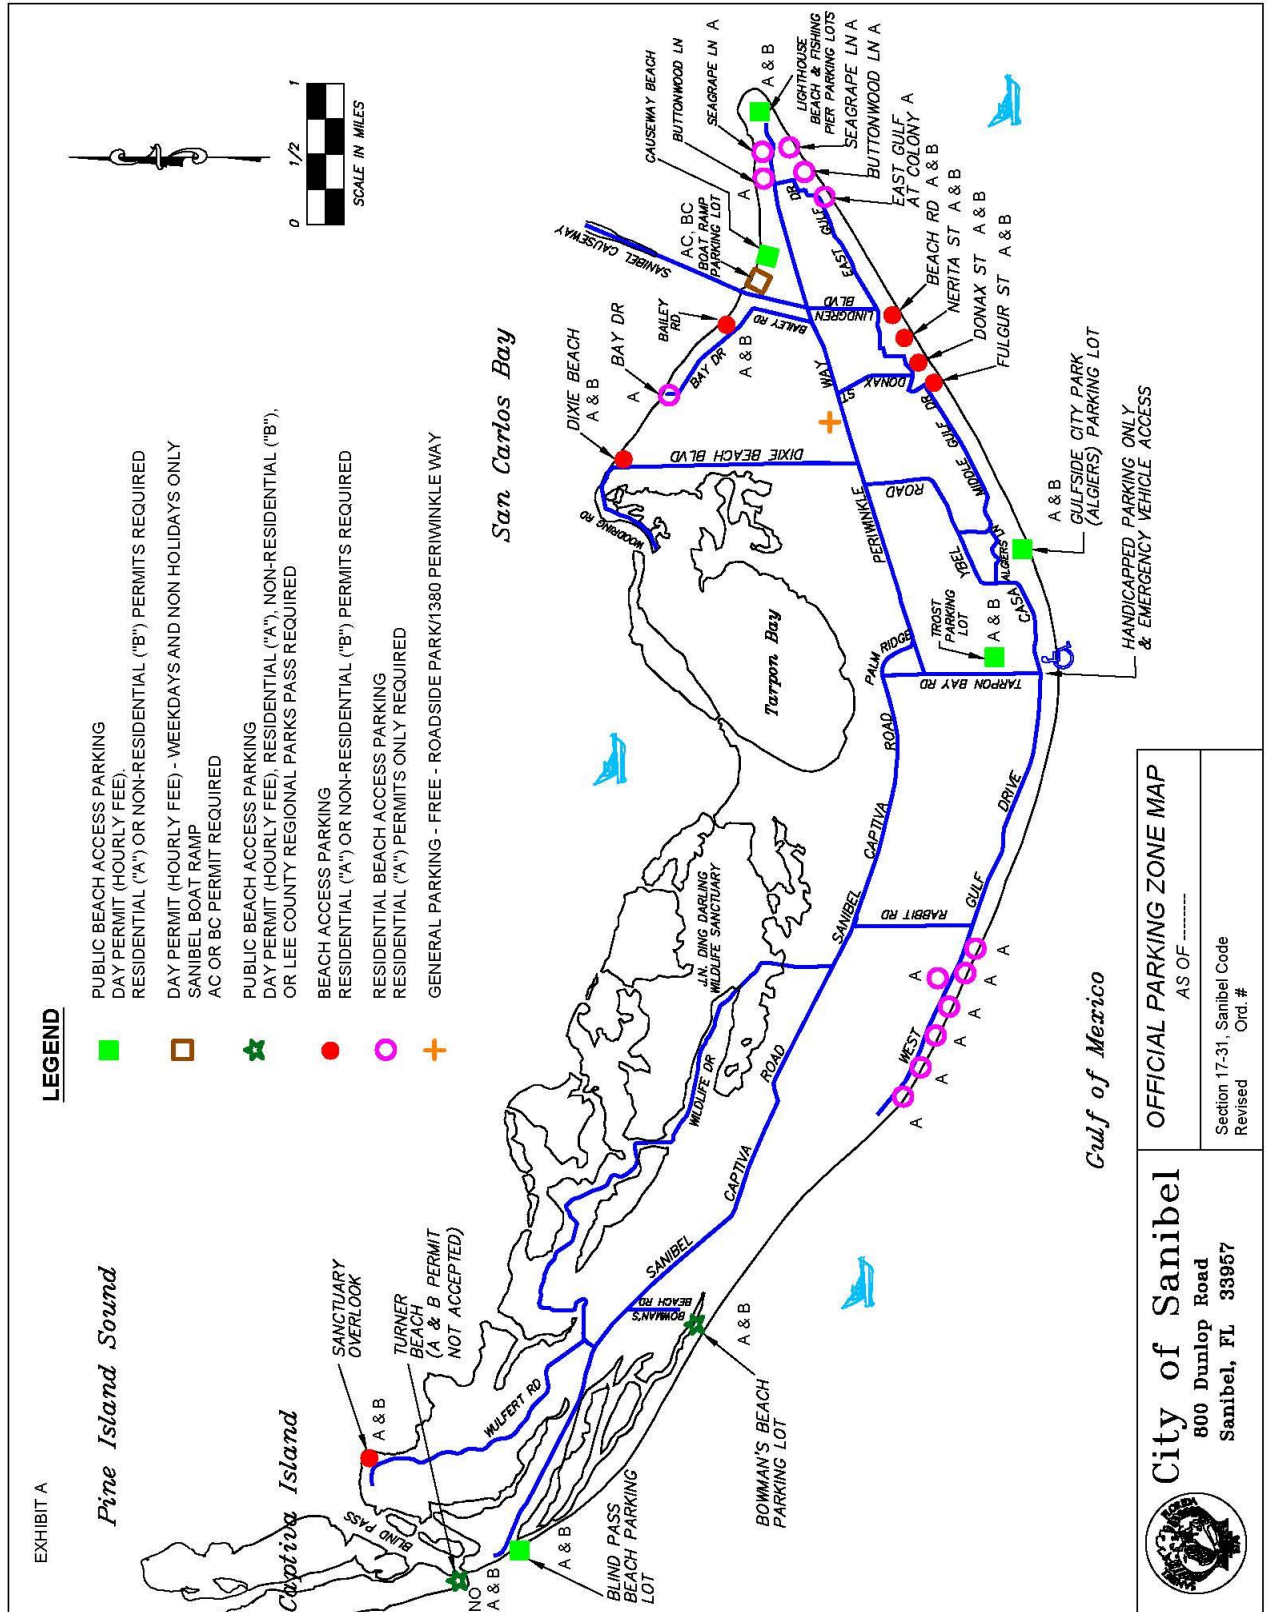 EXHIBIT A
LEGEND
PUBLIC BEACH ACCESS PARKING
DAY PERMIT (HOURLY FEE),
RESIDENTIAL ("A") OR NON-RESIDENTIAL ("B") PERMITS REQUIRED
DAY PERMIT (HOURLY FEE) - WEEKDAYS AND NON HOLIDAYS ONLY
SANIBEL BOAT RAMP
AC OR BC PERMIT REQUIRED
PUBLIC BEACH ACCESS PARKING
DAY PERMIT (HOURLY FEE), RESIDENTIAL ("A"), NON-RESIDENTIAL ("B"),
OR LEE COUNTY REGIONAL PARKS PASS REQUIRED
BEACH ACCESS PARKING
RESIDENTIAL ("A") OR NON-RESIDENTIAL ("B") PERMITS REQUIRED
RESIDENTIAL BEACH ACCESS PARKING
RESIDENTIAL ("A") PERMITS ONLY REQUIRED
GENERAL PARKING - FREE - ROADSIDE PARK/1380 PERIWINKLE WAY
0 1/2 1
SCALE IN MILES
Pine Island Sound
Captiva Island
San Carlos Bay
Tarpon Bay
Gulf of Mexico
SANCTUARY
OVERLOOK
A & B
TURNER
BEACH
(A & B PERMIT
NOT ACCEPTED)
NO
A & B
BLIND PASS
WULFERT RD
BLIND PASS
BEACH PARKING
LOT
A & B
BOWMAN'S
BEACH RD
BOWMAN'S BEACH
PARKING LOT
A & B
SANIBEL
CAPTIVA
ROAD
WILDLIFE DR
J.N. DING DARLING
WILDLIFE SANCTUARY
SANIBEL
CAPTIVA
ROAD
RABBIT RD
WEST
GULF
DRIVE
A
A
A
A
A
A
A
PALM RIDGE
TARPON BAY RD
TROST
PARKING
LOT
A & B
HANDICAPPED PARKING ONLY
& EMERGENCY VEHICLE ACCESS
CASA
YBEL
ROAD
ALGIERS LN
A & B
GULFSIDE CITY PARK
(ALGIERS) PARKING LOT
MIDDLE GULF DR
PERIWINKLE
WAY
WOODRING RD
DIXIE BEACH BLVD
DIXIE BEACH
A & B
BAY DR
A
BAY DR
BAILEY
RD
A & B
BAILEY RD
DONAX
ST
LINDGREN
BLVD
SANIBEL CAUSEWAY
AC, BC
BOAT RAMP
PARKING LOT
CAUSEWAY BEACH
BUTTONWOOD LN
A
SEAGRAPE LN A
A & B
LIGHTHOUSE
BEACH & FISHING
PIER PARKING LOTS
SEAGRAPE LN A
BUTTONWOOD LN A
EAST GULF
AT COLONY A
EAST GULF DR
BEACH RD A & B
NERITA ST A & B
DONAX ST A & B
FULGUR ST A & B
City of Sanibel
800 Dunlop Road
Sanibel, FL 33957
OFFICIAL PARKING ZONE MAP
AS OF -------
Section 17-31, Sanibel Code
Revised Ord. #